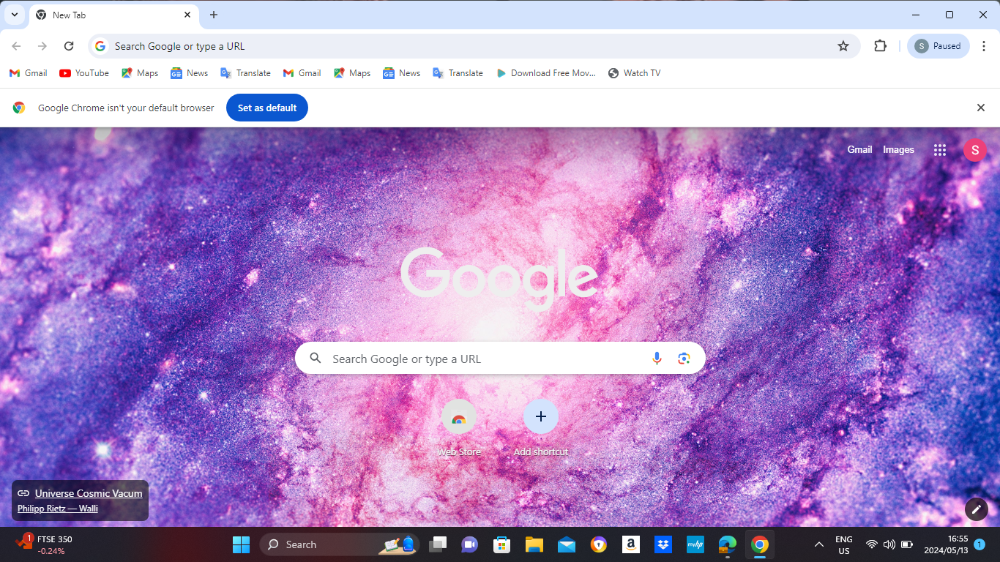 New Tab
Search Google or type a URL
S Paused
Gmail YouTube Maps News Translate Gmail Maps News Translate Download Free Mov... Watch TV
Google Chrome isn't your default browser Set as default
Gmail Images S
Google
Search Google or type a URL
Web Store Add shortcut
Universe Cosmic Vacum
Philipp Rietz — Walli
1 FTSE 350
-0.24%
Search
a
myhp
ENG
US
16:55
2024/05/13
1